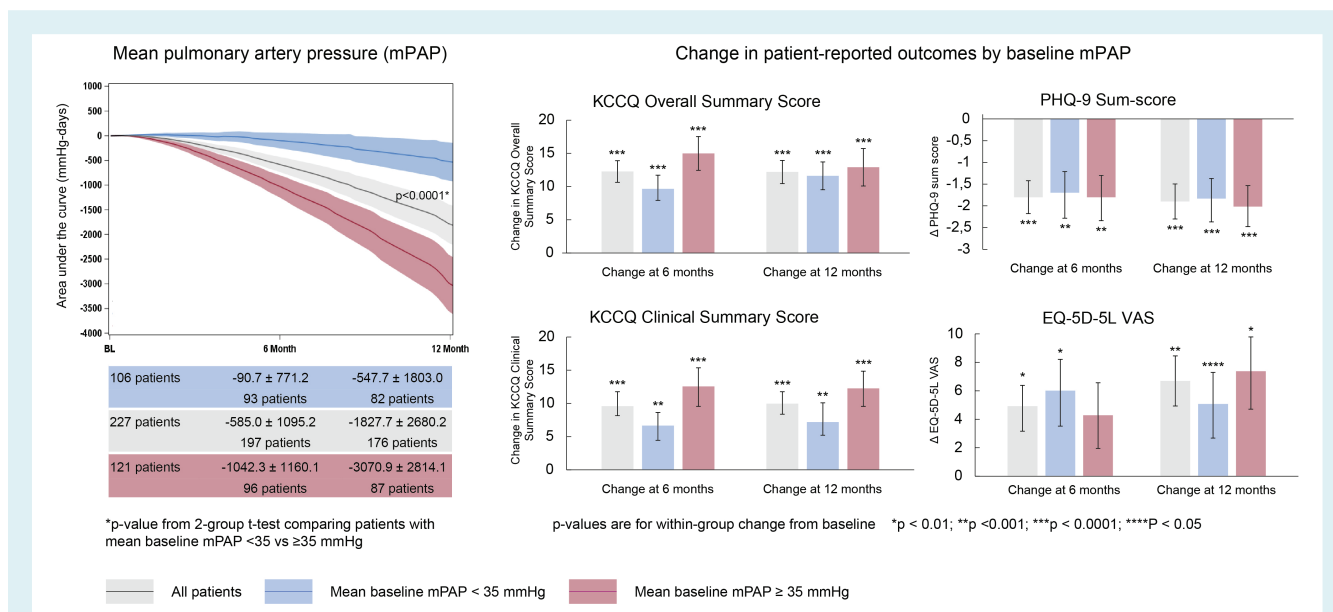 Mean pulmonary artery pressure (mPAP)
Area under the curve (mmHg-days)
1000
500
0
-500
-1000
-1500
-2000
-2500
-3000
-3500
-4000
p<0.0001*
BL
6 Month
12 Month
106 patients -90.7 ± 771.2 -547.7 ± 1803.0
93 patients 82 patients
227 patients -585.0 ± 1095.2 -1827.7 ± 2680.2
197 patients 176 patients
121 patients -1042.3 ± 1160.1 -3070.9 ± 2814.1
96 patients 87 patients
*p-value from 2-group t-test comparing patients with
mean baseline mPAP <35 vs ≥35 mmHg
Change in patient-reported outcomes by baseline mPAP
KCCQ Overall Summary Score
Change in KCCQ Overall
Summary Score
20
15
10
5
0
*** *** *** *** *** ***
Change at 6 months
Change at 12 months
PHQ-9 Sum-score
Δ PHQ-9 sum score
0
-0,5
-1
-1.5
-2
-2,5
-3
*** ** ** *** *** ***
Change at 6 months
Change at 12 months
KCCQ Clinical Summary Score
Change in KCCQ Clinical
Summary Score
20
15
10
5
0
*** ** *** *** ** ***
Change at 6 months
Change at 12 months
EQ-5D-5L VAS
Δ EQ-5D-5L VAS
10
8
6
4
2
0
* * ** **** *
Change at 6 months
Change at 12 months
p-values are for within-group change from baseline *p < 0.01; **p <0.001; ***p < 0.0001; ****P < 0.05
All patients
Mean baseline mPAP < 35 mmHg
Mean baseline mPAP ≥ 35 mmHg